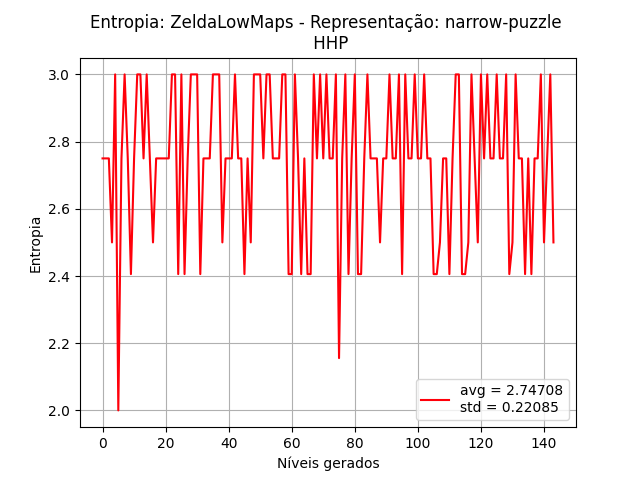 Entropia: ZeldaLowMaps - Representação: narrow-puzzle
HHP
3.0
2.8
2.6
2.4
2.2
2.0
Entropia
avg = 2.74708
std = 0.22085
0 20 40 60 80 100 120 140
Níveis gerados